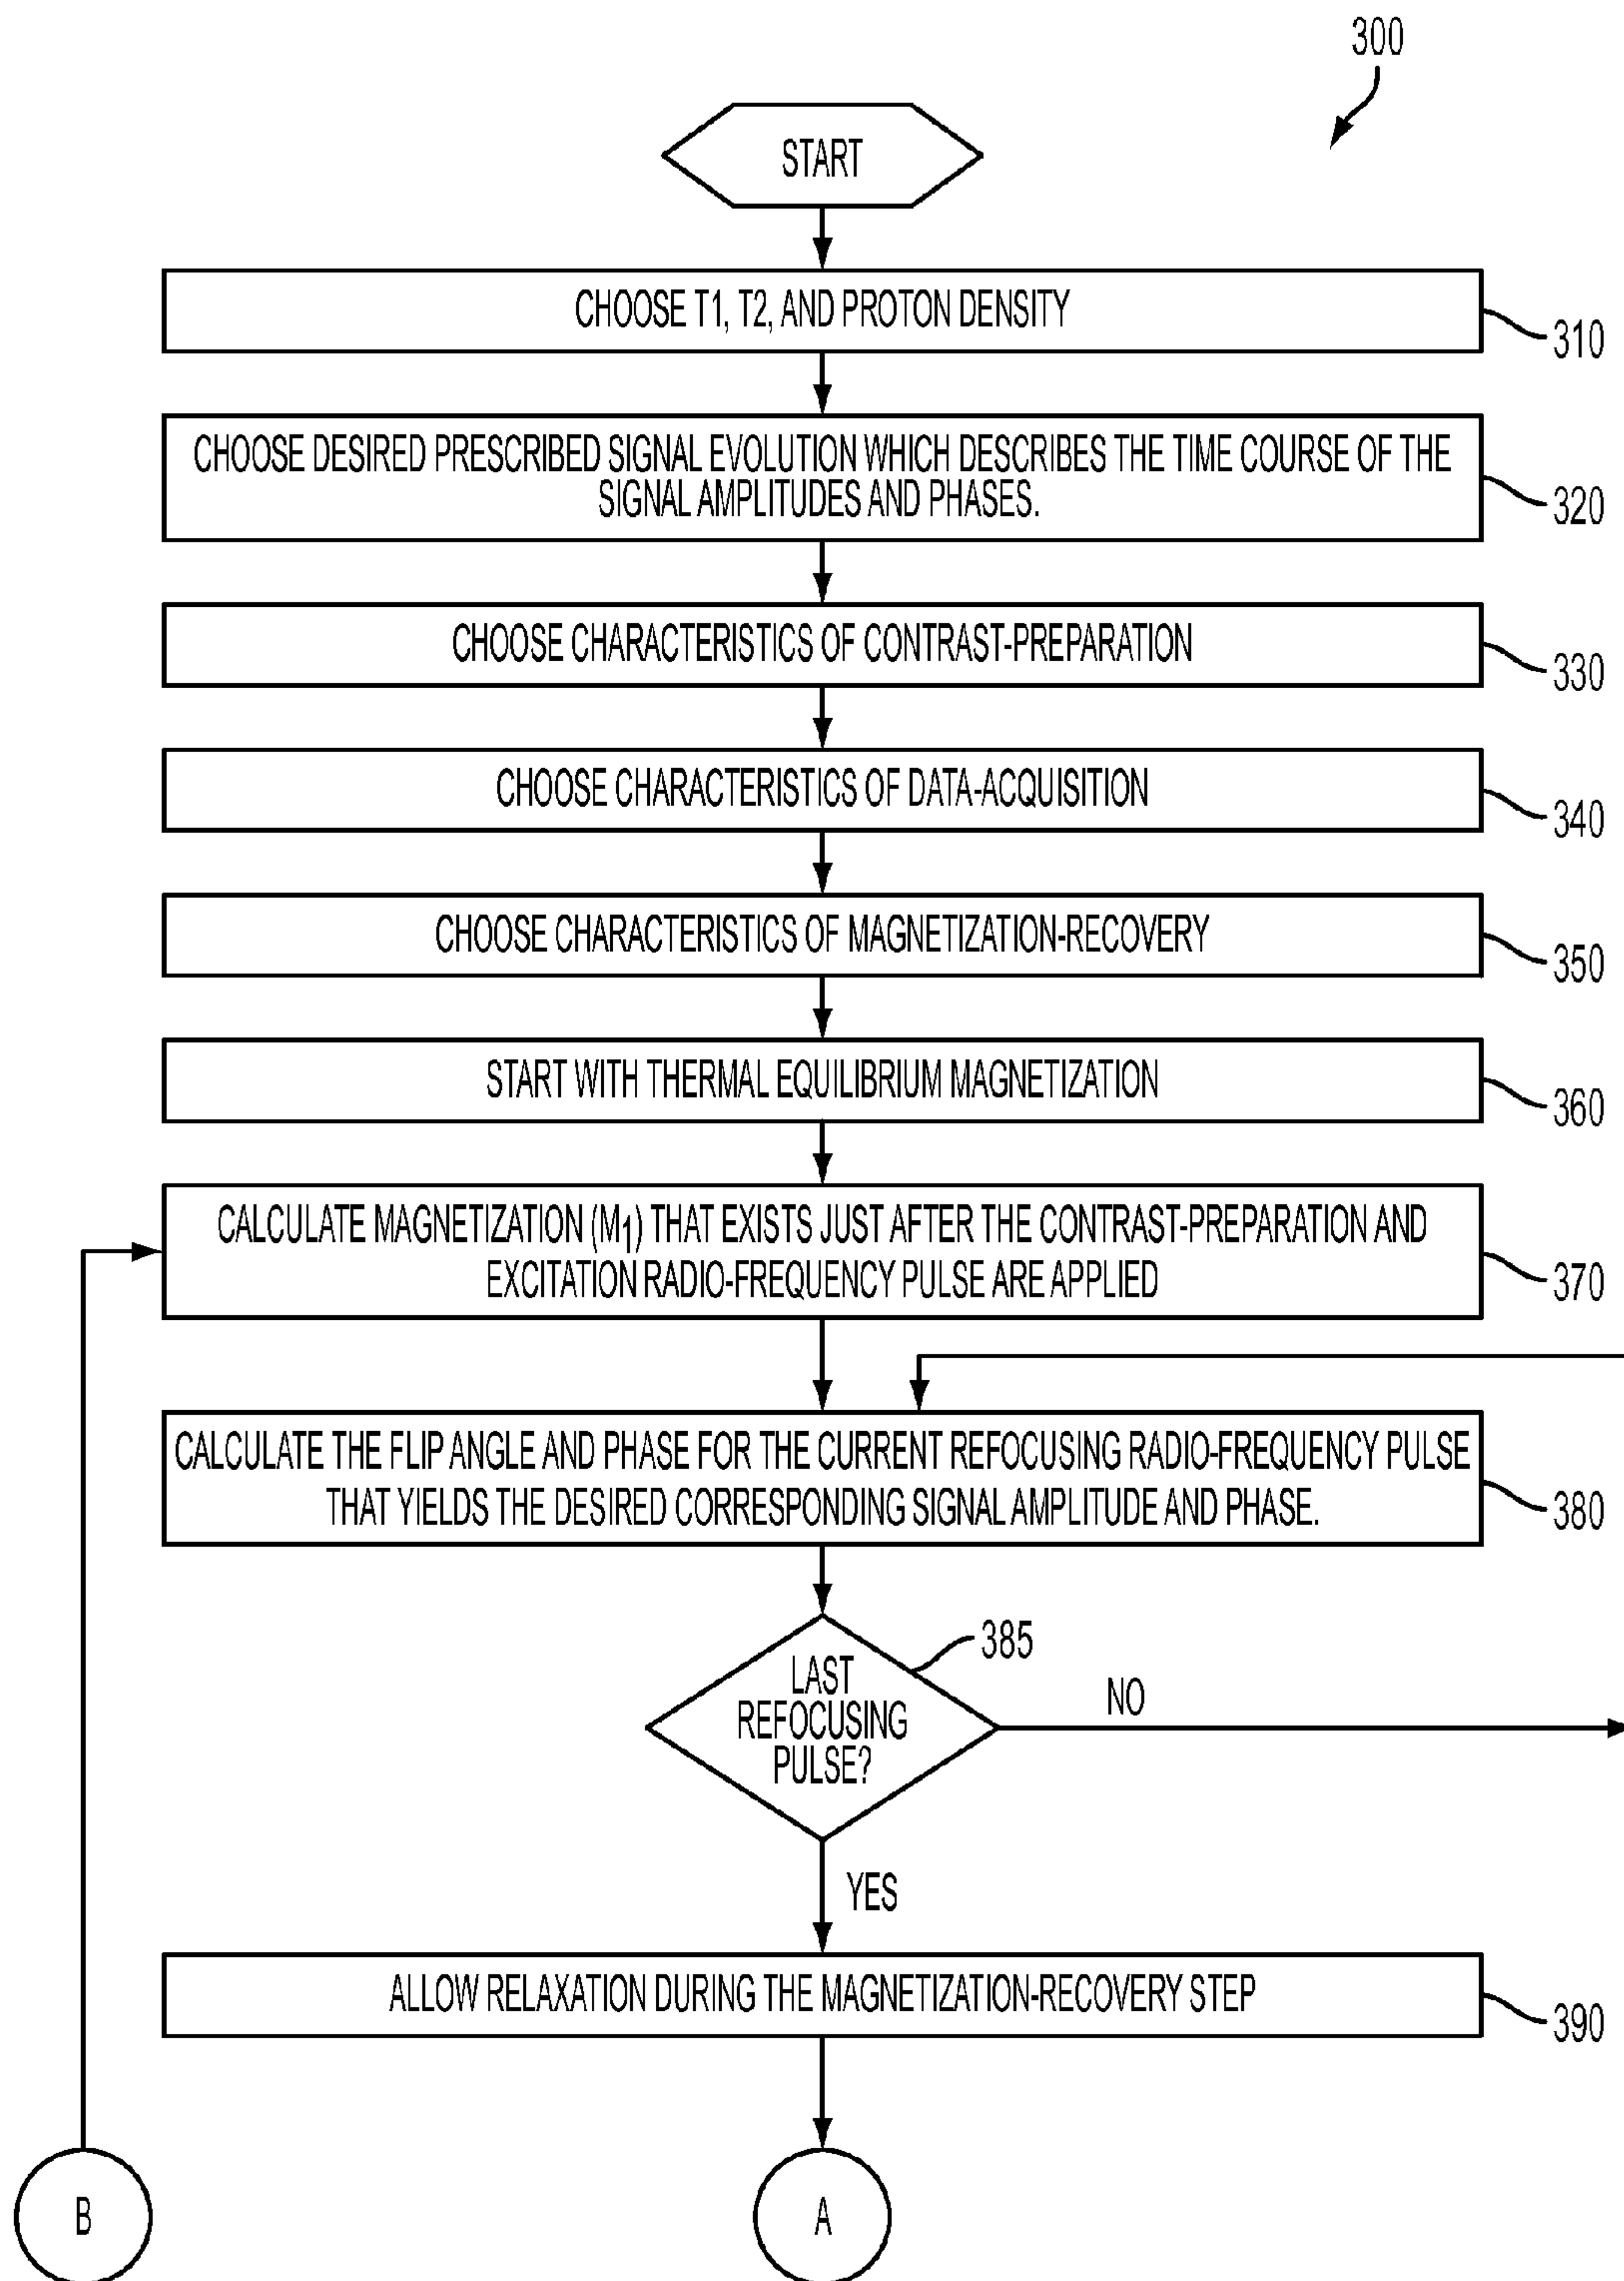 300
START
CHOOSE T1, T2, AND PROTON DENSITY
310
CHOOSE DESIRED PRESCRIBED SIGNAL EVOLUTION WHICH DESCRIBES THE TIME COURSE OF THE
SIGNAL AMPLITUDES AND PHASES.
320
CHOOSE CHARACTERISTICS OF CONTRAST-PREPARATION
330
CHOOSE CHARACTERISTICS OF DATA-ACQUISITION
340
CHOOSE CHARACTERISTICS OF MAGNETIZATION-RECOVERY
350
START WITH THERMAL EQUILIBRIUM MAGNETIZATION
360
CALCULATE MAGNETIZATION (M1) THAT EXISTS JUST AFTER THE CONTRAST-PREPARATION AND
EXCITATION RADIO-FREQUENCY PULSE ARE APPLIED
370
CALCULATE THE FLIP ANGLE AND PHASE FOR THE CURRENT REFOCUSING RADIO-FREQUENCY PULSE
THAT YIELDS THE DESIRED CORRESPONDING SIGNAL AMPLITUDE AND PHASE.
380
385
LAST
REFOCUSING
PULSE?
NO
YES
ALLOW RELAXATION DURING THE MAGNETIZATION-RECOVERY STEP
390
B
A